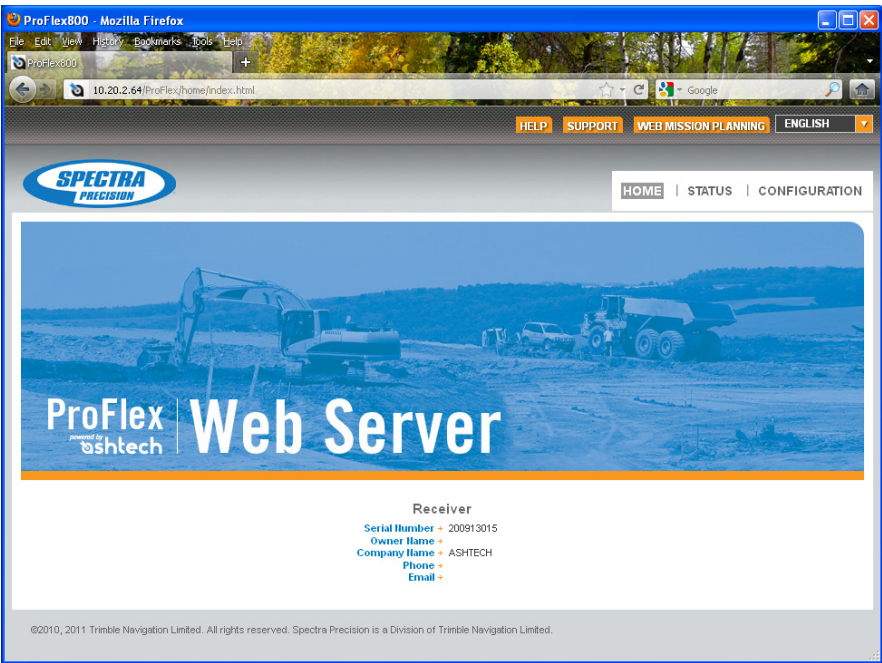 ProFlex800 - Mozilla Firefox
File Edit View History Bookmarks Tools Help
ProFlex800 +
10.20.2.64/ProFlex/home/index.html Google
HELP SUPPORT WEB MISSION PLANNING ENGLISH
SPECTRA
PRECISION
HOME | STATUS | CONFIGURATION
ProFlex
powered by
ashtech
Web Server
Receiver
Serial Number 200913015
Owner Name
Company Name ASHTECH
Phone
Email
©2010, 2011 Trimble Navigation Limited. All rights reserved. Spectra Precision is a Division of Trimble Navigation Limited.